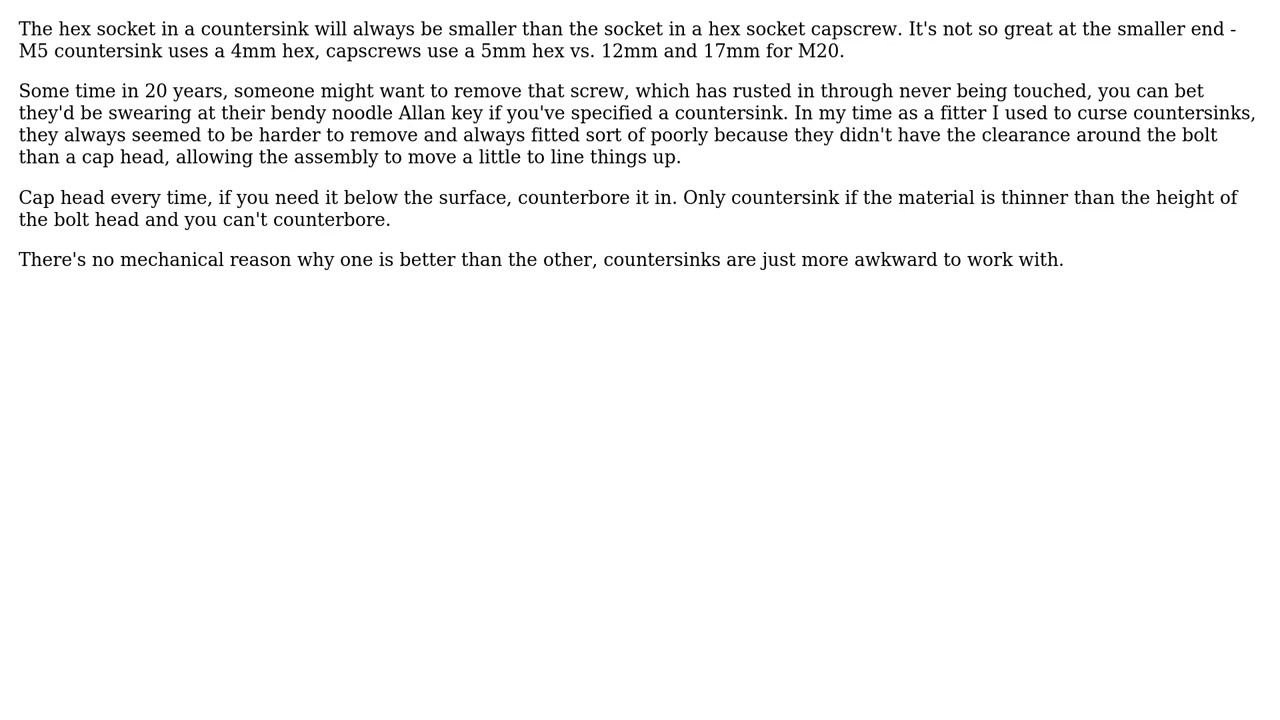 The hex socket in a countersink will always be smaller than the socket in a hex socket capscrew. It's not so great at the smaller end -
M5 countersink uses a 4mm hex, capscrews use a 5mm hex vs. 12mm and 17mm for M20.
Some time in 20 years, someone might want to remove that screw, which has rusted in through never being touched, you can bet
they'd be swearing at their bendy noodle Allan key if you've specified a countersink. In my time as a fitter I used to curse countersinks,
they always seemed to be harder to remove and always fitted sort of poorly because they didn't have the clearance around the bolt
than a cap head, allowing the assembly to move a little to line things up.
Cap head every time, if you need it below the surface, counterbore it in. Only countersink if the material is thinner than the height of
the bolt head and you can't counterbore.
There's no mechanical reason why one is better than the other, countersinks are just more awkward to work with.